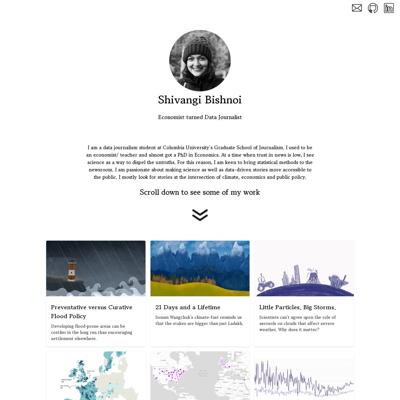 Shivangi Bishnoi
Economist turned Data Journalist
I am a data journalism student at Columbia University's Graduate School of Journalism. I used to be
an economist/ teacher and almost got a PhD in Economics. At a time when trust in news is low, I see
science as a way to dispel the untruths. For this reason, I am keen to bring statistical methods to the
newsroom. I am passionate about making science as well as data-driven stories more accessible to
the public. I mostly look for stories at the intersection of climate, economics and public policy.
Scroll down to see some of my work
Preventative versus Curative
Flood Policy
Developing flood-prone areas can be
costlier in the long run than encouraging
settlement elsewhere.
21 Days and a Lifetime
Sonam Wangchuk's climate-fast reminds us
that the stakes are bigger than just Ladakh.
Little Particles, Big Storms.
Scientists can't agree upon the role of
aerosols on clouds that affect severe
weather. Why does it matter?